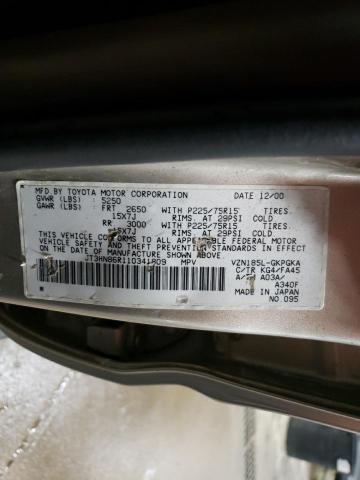 MFD.BY TOYOTA MOTOR CORPORATION DATE 12/00
GVWR (LBS) 5250
GAWR (LBS) FRT 2650 WITH P225/75R15 TIRES,
15X7J RIMS, AT 29PSI COLD
RR 3000 WITH P225/75R15 TIRES,
15X7J RIMS, AT 29PSI COLD
THIS VEHICLE CONFORMS TO ALL APPLICABLE FEDERAL MOTOR
VEHICLE SAFETY AND THEFT PREVENTION STANDARDS IN EFFECT
ON THE DATE OF MANUFACTURE SHOWN ABOVE.
MPV VZN185L-GKPGKA
C/TR KG4/FA45
A/TM A03A/
A340F
MADE IN JAPAN
NO.095